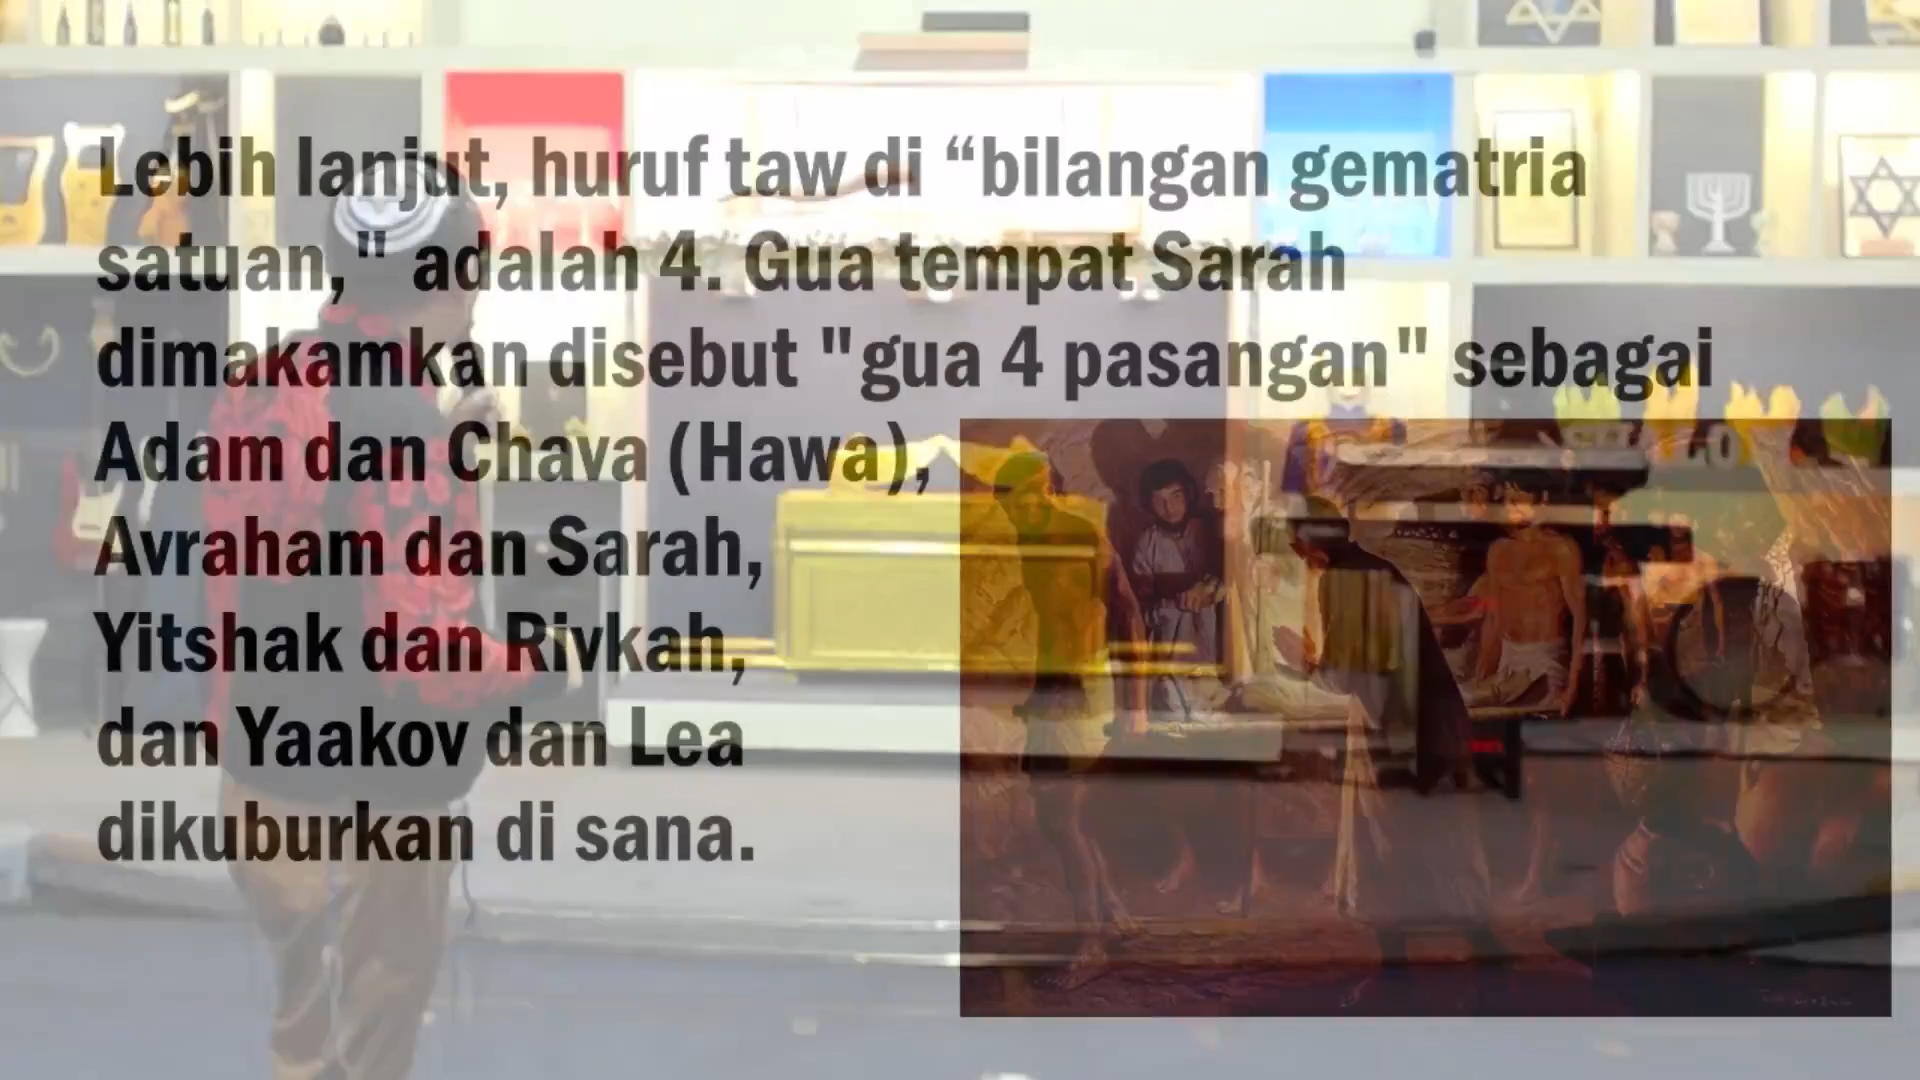 Lebih lanjut, huruf taw di “bilangan gematria
satuan," adalah 4. Gua tempat Sarah
dimakamkan disebut "gua 4 pasangan" sebagai
Adam dan Chava (Hawa),
Avraham dan Sarah,
Yitshak dan Rivkah,
dan Yaakov dan Lea
dikuburkan di sana.